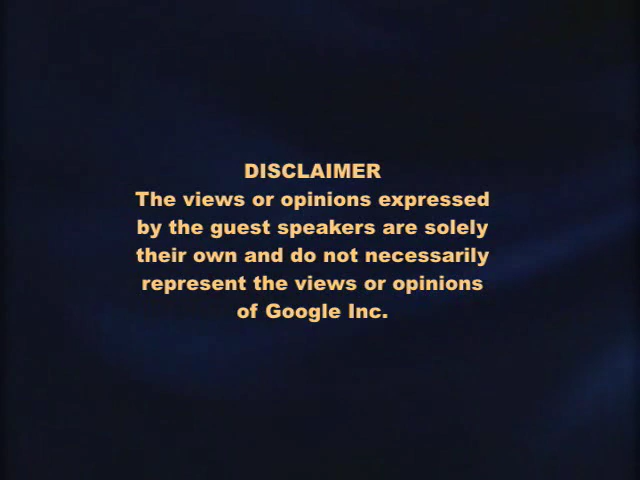 DISCLAIMER
The views or opinions expressed
by the guest speakers are solely
their own and do not necessarily
represent the views or opinions
of Google Inc.